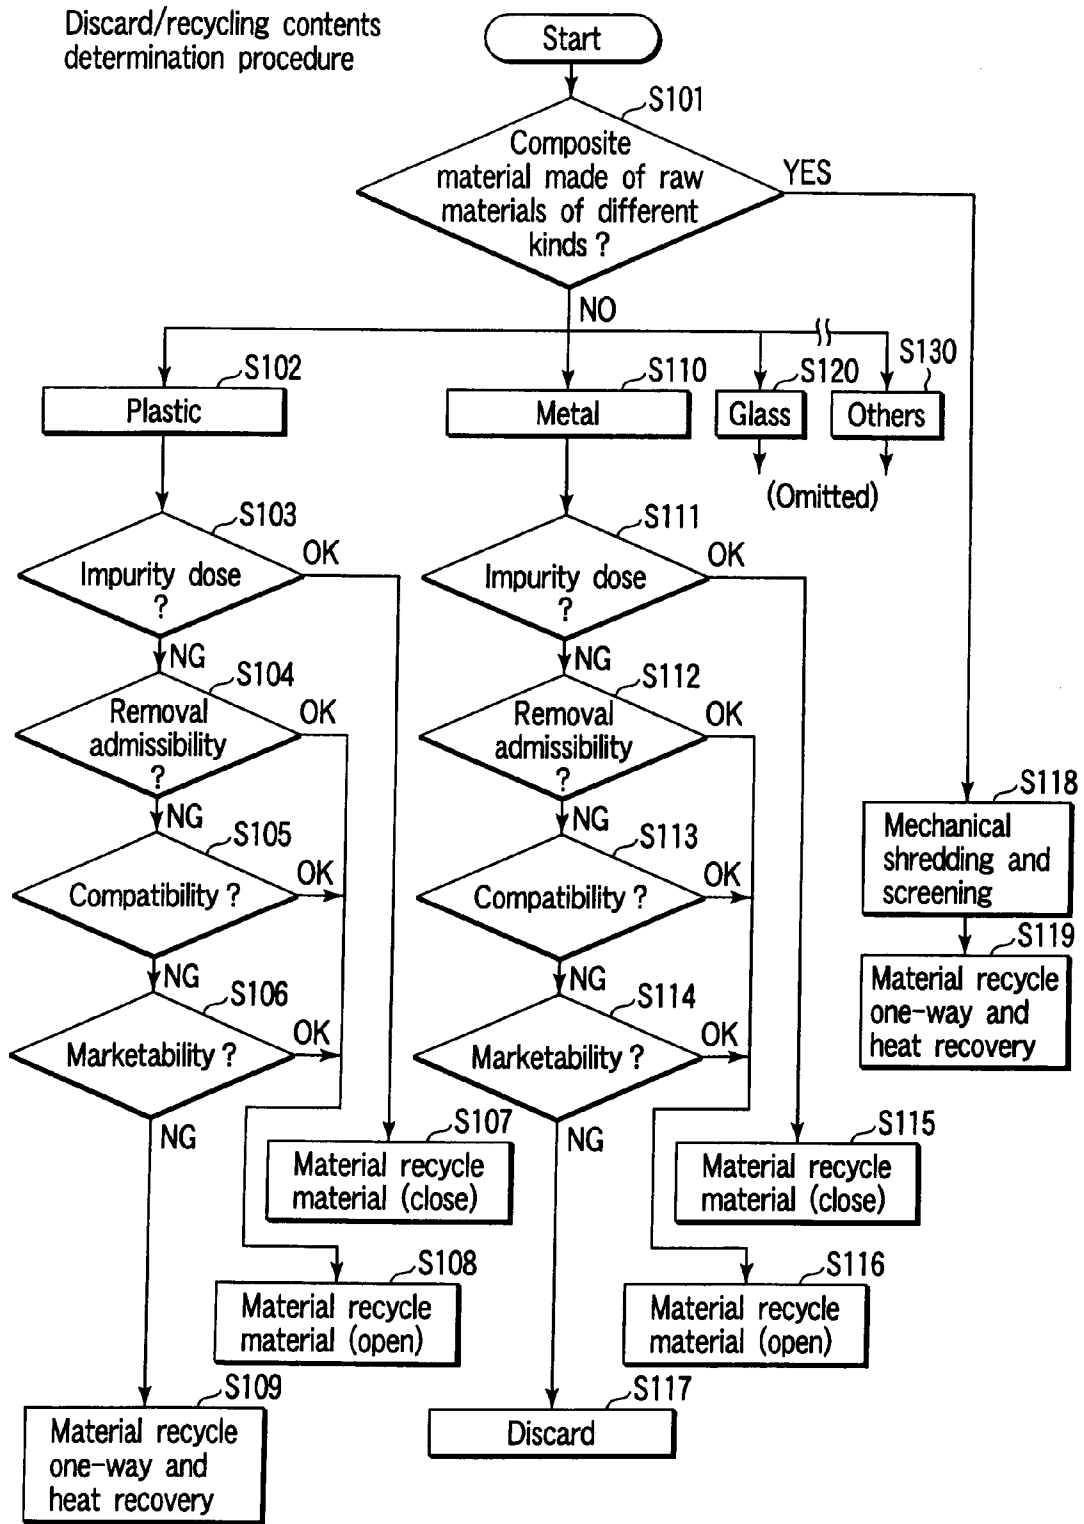 Discard/recycling contents
determination procedure
Start
S101
Composite
material made of raw
materials of different
kinds ?
YES
NO
S102
Plastic
S110
Metal
S120
Glass
S130
Others
(Omitted)
S103
Impurity dose
?
OK
NG
S104
Removal
admissibility
?
OK
NG
S105
Compatibility ?
OK
NG
S106
Marketability ?
OK
NG
S107
Material recycle
material (close)
S108
Material recycle
material (open)
S109
Material recycle
one-way and
heat recovery
S111
Impurity dose
?
OK
NG
S112
Removal
admissibility
?
OK
NG
S113
Compatibility ?
OK
NG
S114
Marketability ?
OK
NG
S115
Material recycle
material (close)
S116
Material recycle
material (open)
S117
Discard
S118
Mechanical
shredding and
screening
S119
Material recycle
one-way and
heat recovery